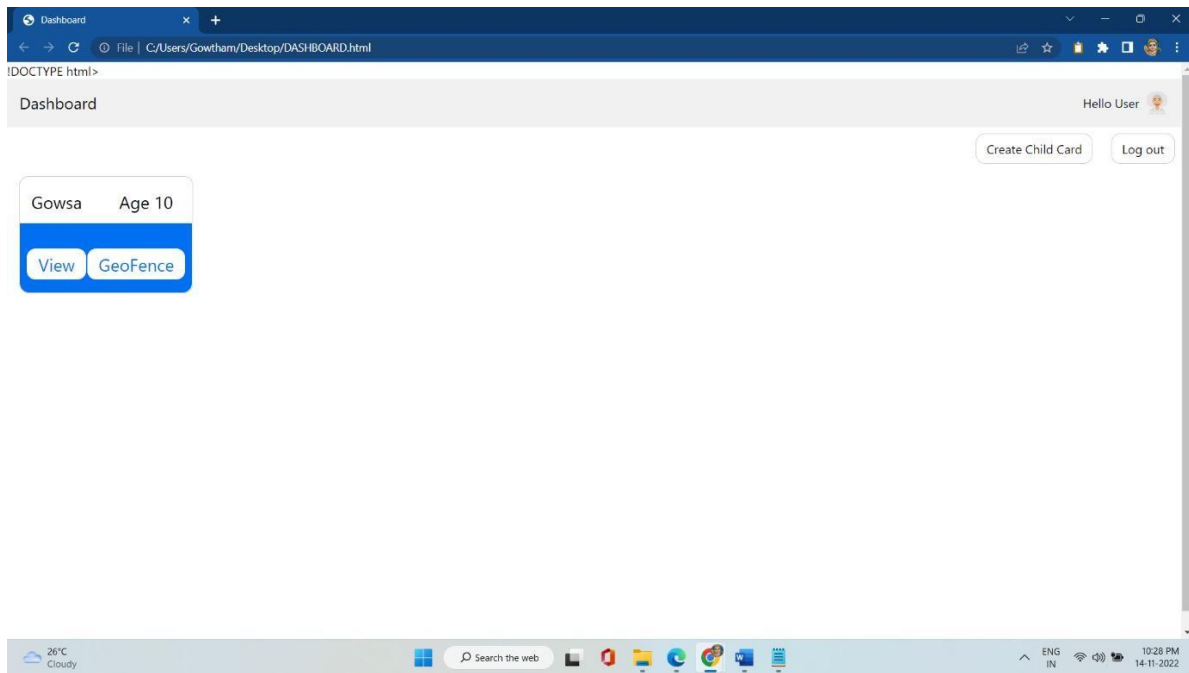 Dashboard
File | C:/Users/Gowtham/Desktop/DASHBOARD.html
!DOCTYPE html>
Dashboard
Hello User
Create Child Card
Log out
Gowsa
Age 10
View
GeoFence
26°C
Cloudy
Search the web
ENG
IN
10:28 PM
14-11-2022